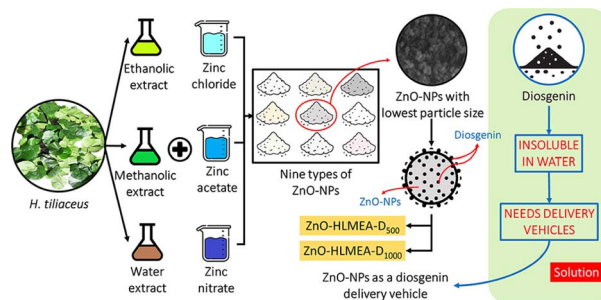 H. tiliaceus
Ethanolic
extract
Methanolic
extract
Water
extract
Zinc
chloride
Zinc
acetate
Zinc
nitrate
Nine types of
ZnO-NPs
ZnO-NPs with
lowest particle size
Diosgenin
ZnO-NPs
ZnO-HLMEA-D500
ZnO-HLMEA-D1000
ZnO-NPs as a diosgenin
delivery vehicle
Diosgenin
INSOLUBLE
IN WATER
NEEDS DELIVERY
VEHICLES
Solution